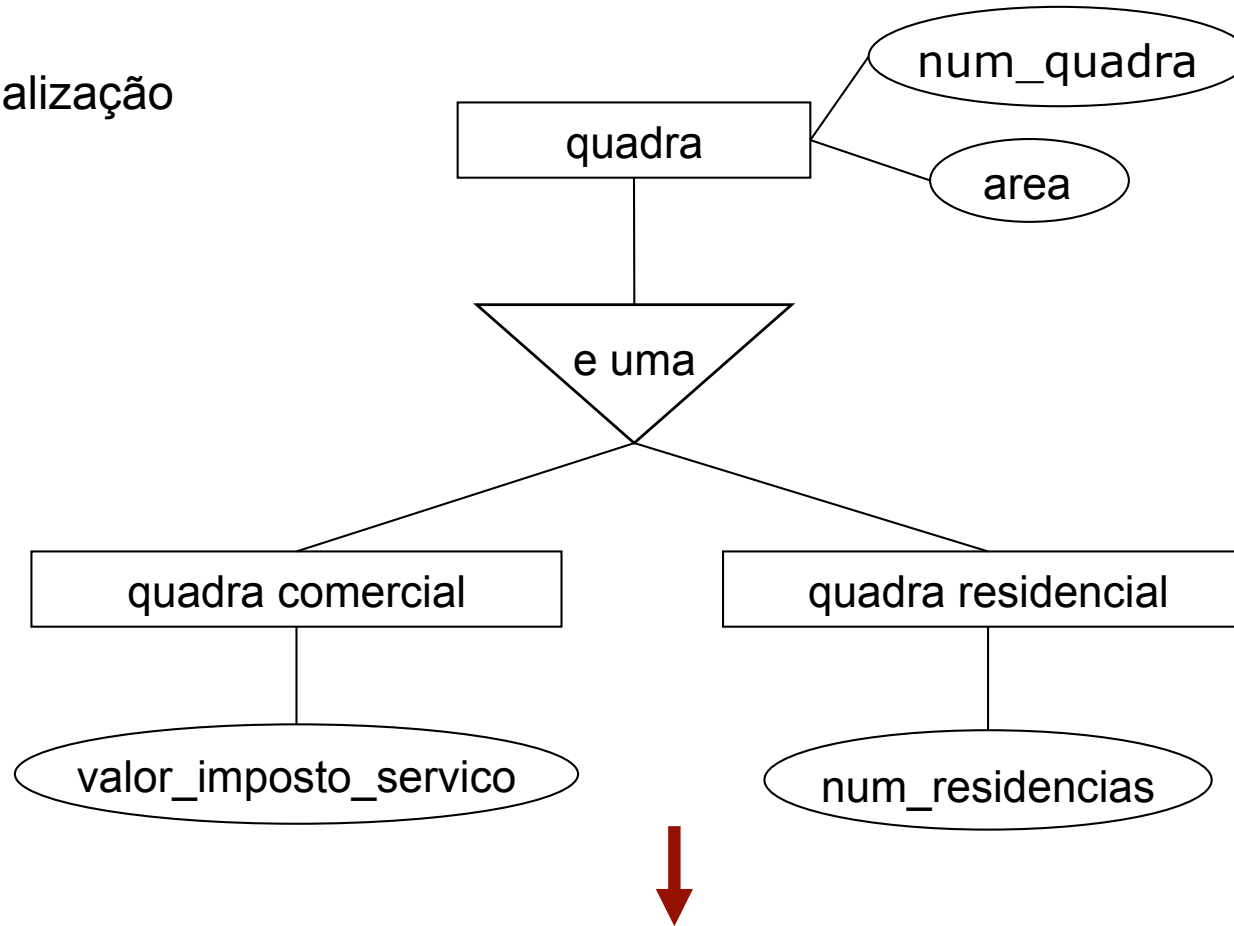 alização
num_quadra
quadra
area
e uma
quadra comercial
quadra residencial
valor_imposto_servico
num_residencias